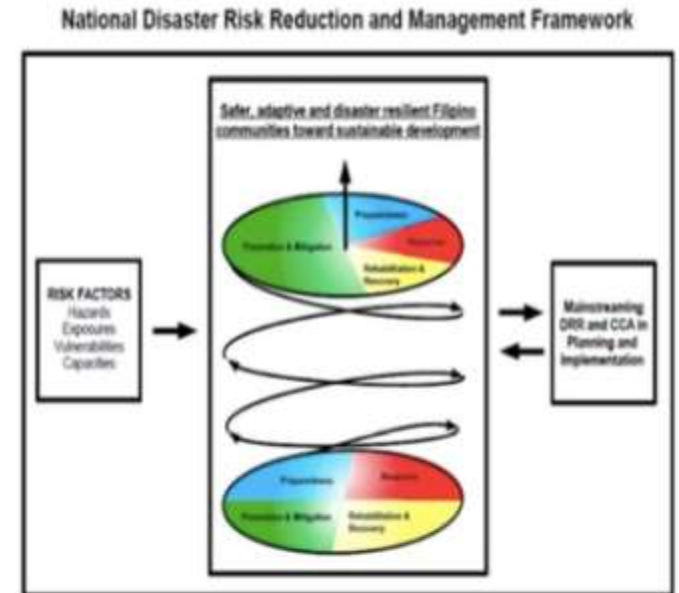 National Disaster Risk Reduction and Management Framework
Safer, adaptive and disaster resilient Filipino
communities toward sustainable development
Preparedness
Response
Prevention & Mitigation
Rehabilitation &
Recovery
RISK FACTORS
Hazards
Exposures
Vulnerabilities
Capacities
Mainstreaming
DRR and CCA in
Planning and
Implementation
Preparedness
Response
Prevention & Mitigation
Rehabilitation &
Recovery